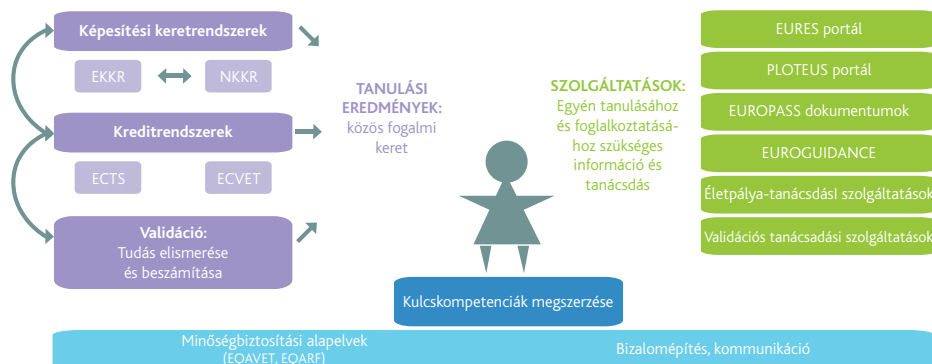 Képesítési keretrendszerek
EKKR
NKKR
Kreditrendszerek
ECTS
ECVET
Validáció:
Tudás elismerése
és beszámítása
TANULÁSI
EREDMÉNYEK:
közös fogalmi
keret
SZOLGÁLTATÁSOK:
Egyén tanulásához
és foglalkoztatásá-
hoz szükséges
információ és
tanácsdás
EURES portál
PLOTEUS portál
EUROPASS dokumentumok
EUROGUIDANCE
Életpálya-tanácsdásI szolgáltatások
Validációs tanácsadási szolgáltatások
Kulcskompetenciák megszerzése
Minőségbiztosítási alapelvek
(EQAVET, EQARF)
Bizalomépítés, kommunikáció